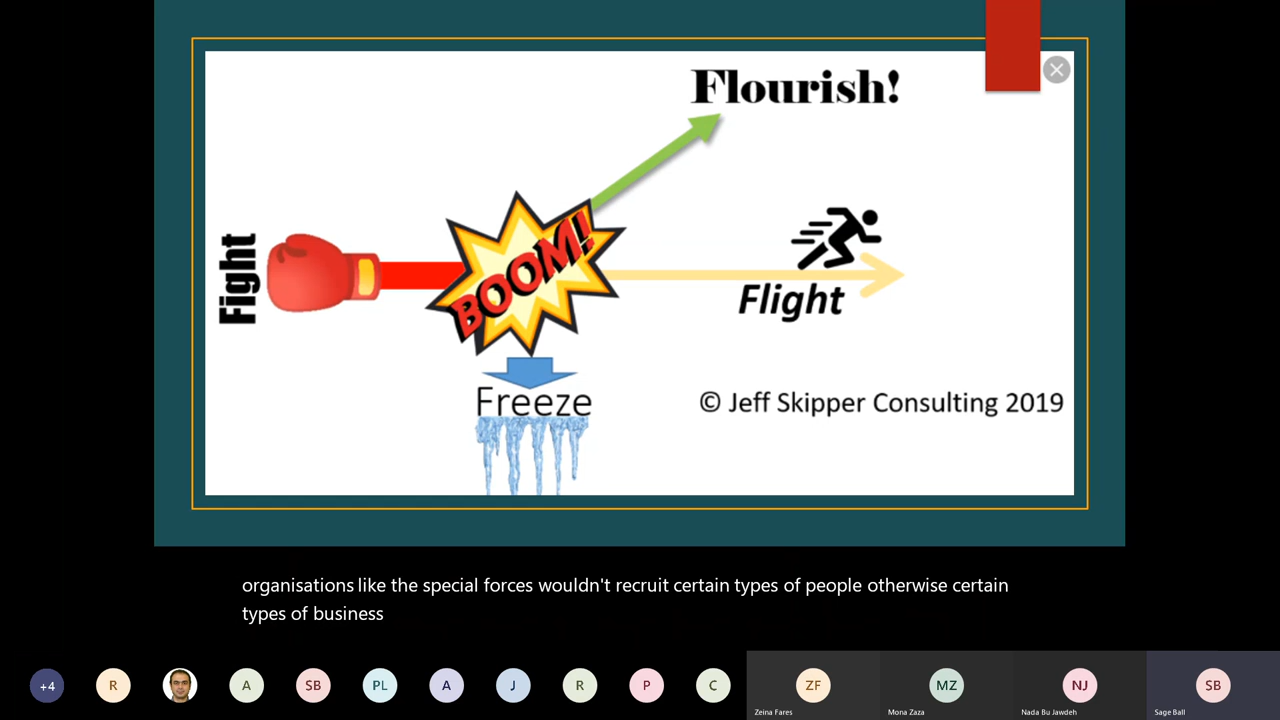 Flourish!
Fight
BOOM!
Flight
Freeze
© Jeff Skipper Consulting 2019
organisations like the special forces wouldn't recruit certain types of people otherwise certain
types of business
+4
R
A
SB
PL
A
J
R
P
C
ZF
MZ
NJ
SB
Zeina Fares
Mona Zaza
Nada Bu Jawdeh
Sage Ball